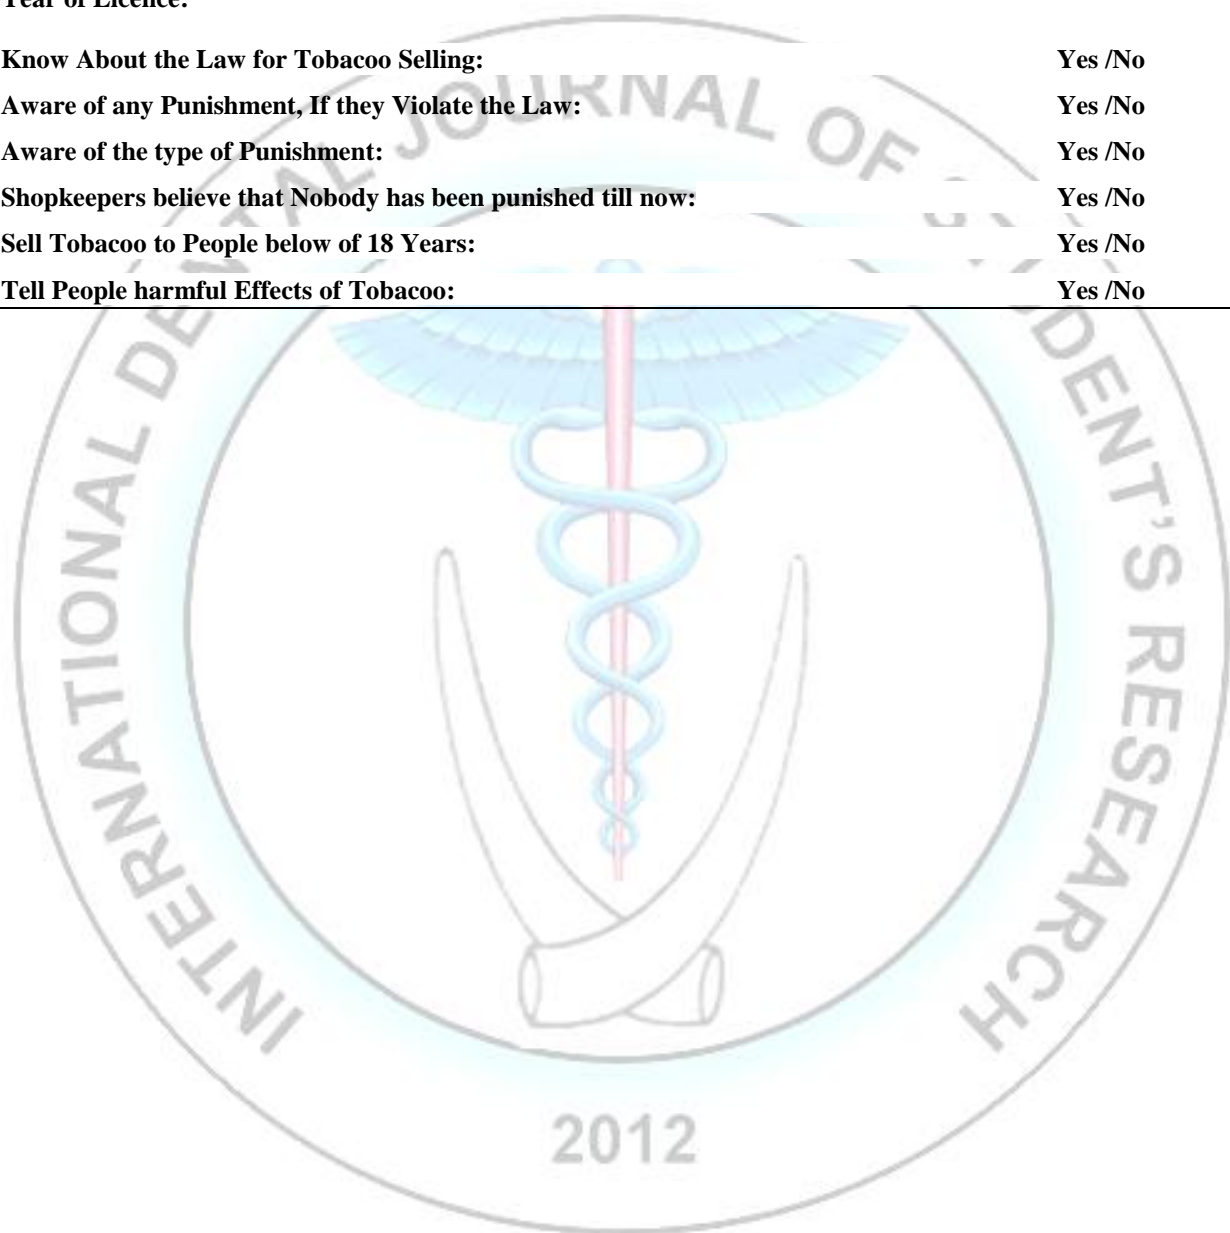 Year of Licence:
Know About the Law for Tobacoo Selling: Yes /No
Aware of any Punishment, If they Violate the Law: Yes /No
Aware of the type of Punishment: Yes /No
Shopkeepers believe that Nobody has been punished till now: Yes /No
Sell Tobacoo to People below of 18 Years: Yes /No
Tell People harmful Effects of Tobacoo: Yes /No
INTERNATIONAL DENTAL JOURNAL OF STUDENT'S RESEARCH
2012